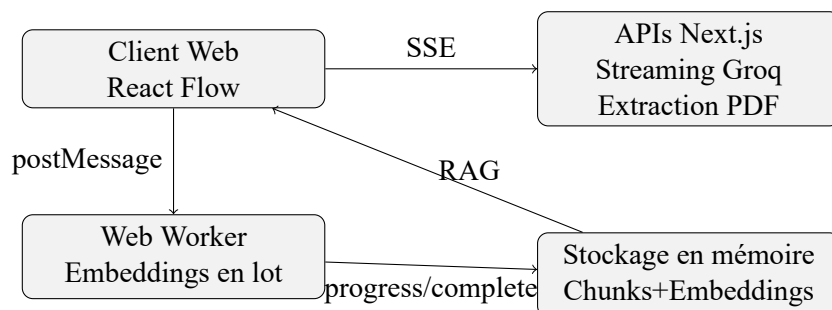 Client Web
React Flow
SSE
APIs Next.js
Streaming Groq
Extraction PDF
postMessage
RAG
Web Worker
Embeddings en lot
progress/complete
Stockage en mémoire
Chunks+Embeddings